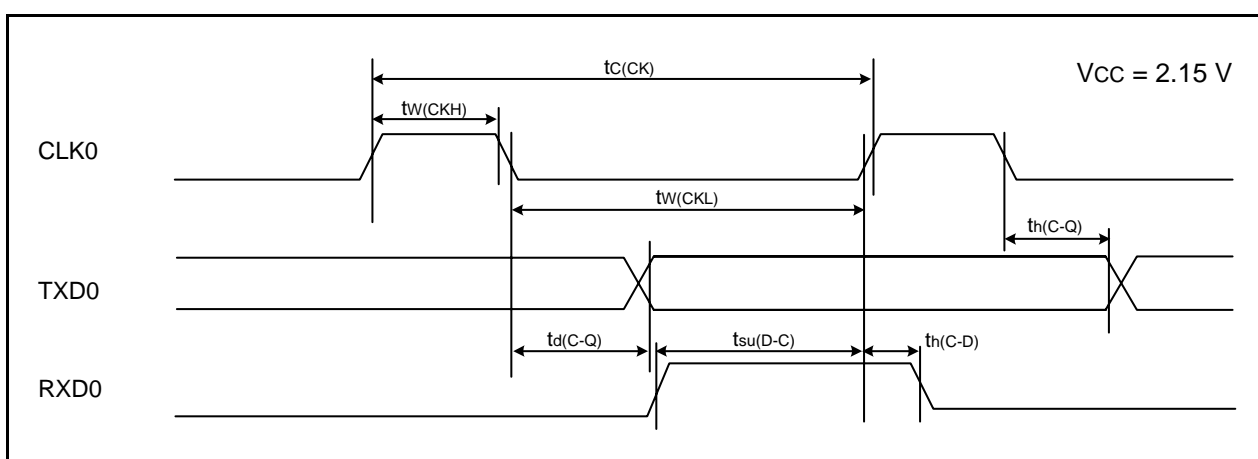 tC(CK)
VCC = 2.15 V
tW(CKH)
CLK0
tW(CKL)
th(C-Q)
TXD0
td(C-Q)
tsu(D-C)
th(C-D)
RXD0